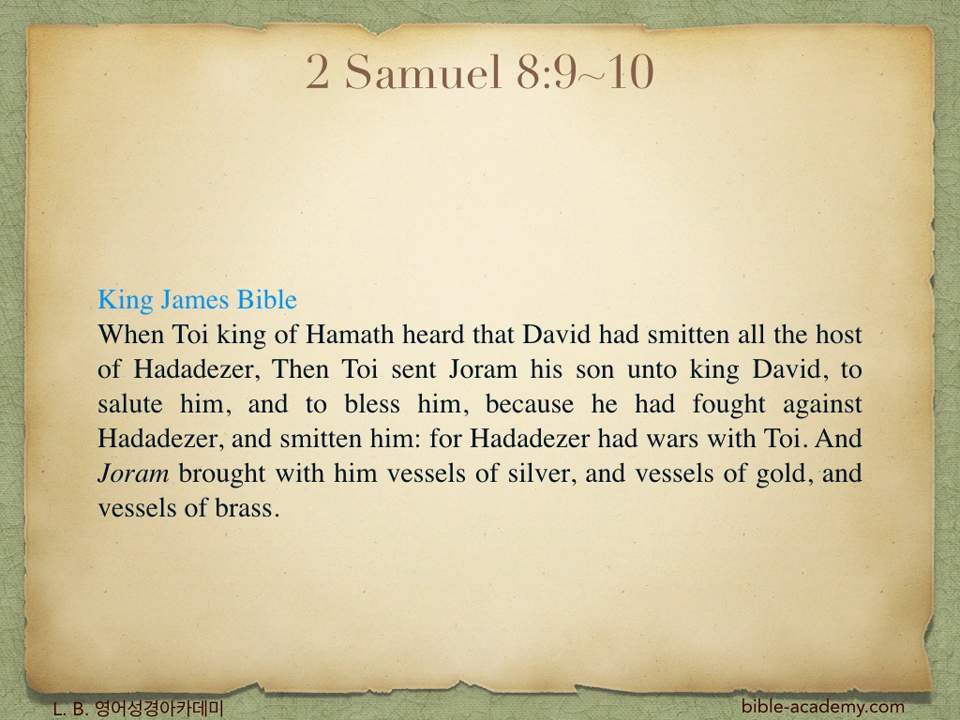 2 Samuel 8:9~10
King James Bible
When Toi king of Hamath heard that David had smitten all the host
of Hadadezer, Then Toi sent Joram his son unto king David, to
salute him, and to bless him, because he had fought against
Hadadezer, and smitten him: for Hadadezer had wars with Toi. And
Joram brought with him vessels of silver, and vessels of gold, and
vessels of brass.
L. B. 영어성경아카데미
bible-academy.com